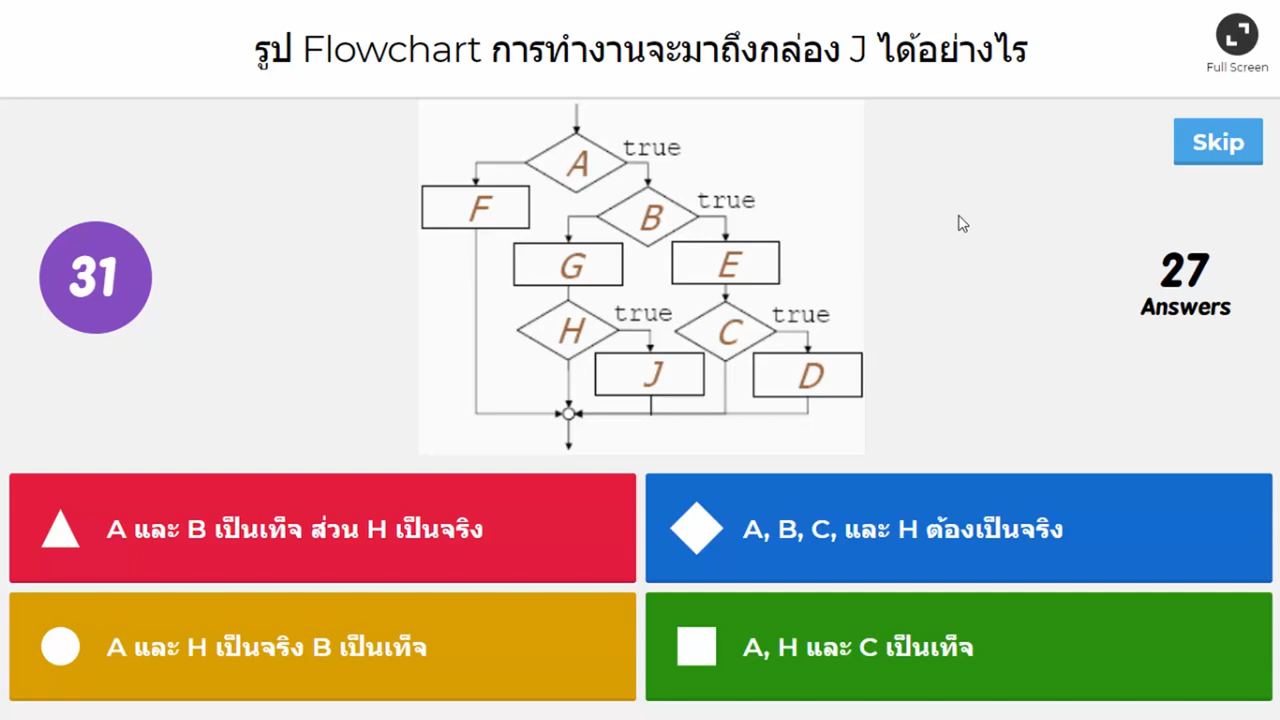 รูป Flowchart การทำงานจะมาถึงกล่อง J ได้อย่างไร
Full Screen
Skip
A
true
F
B
true
G
E
H
true
C
true
J
D
31
27
Answers
A และ B เป็นเท็จ ส่วน H เป็นจริง
A, B, C, และ H ต้องเป็นจริง
A และ H เป็นจริง B เป็นเท็จ
A, H และ C เป็นเท็จ